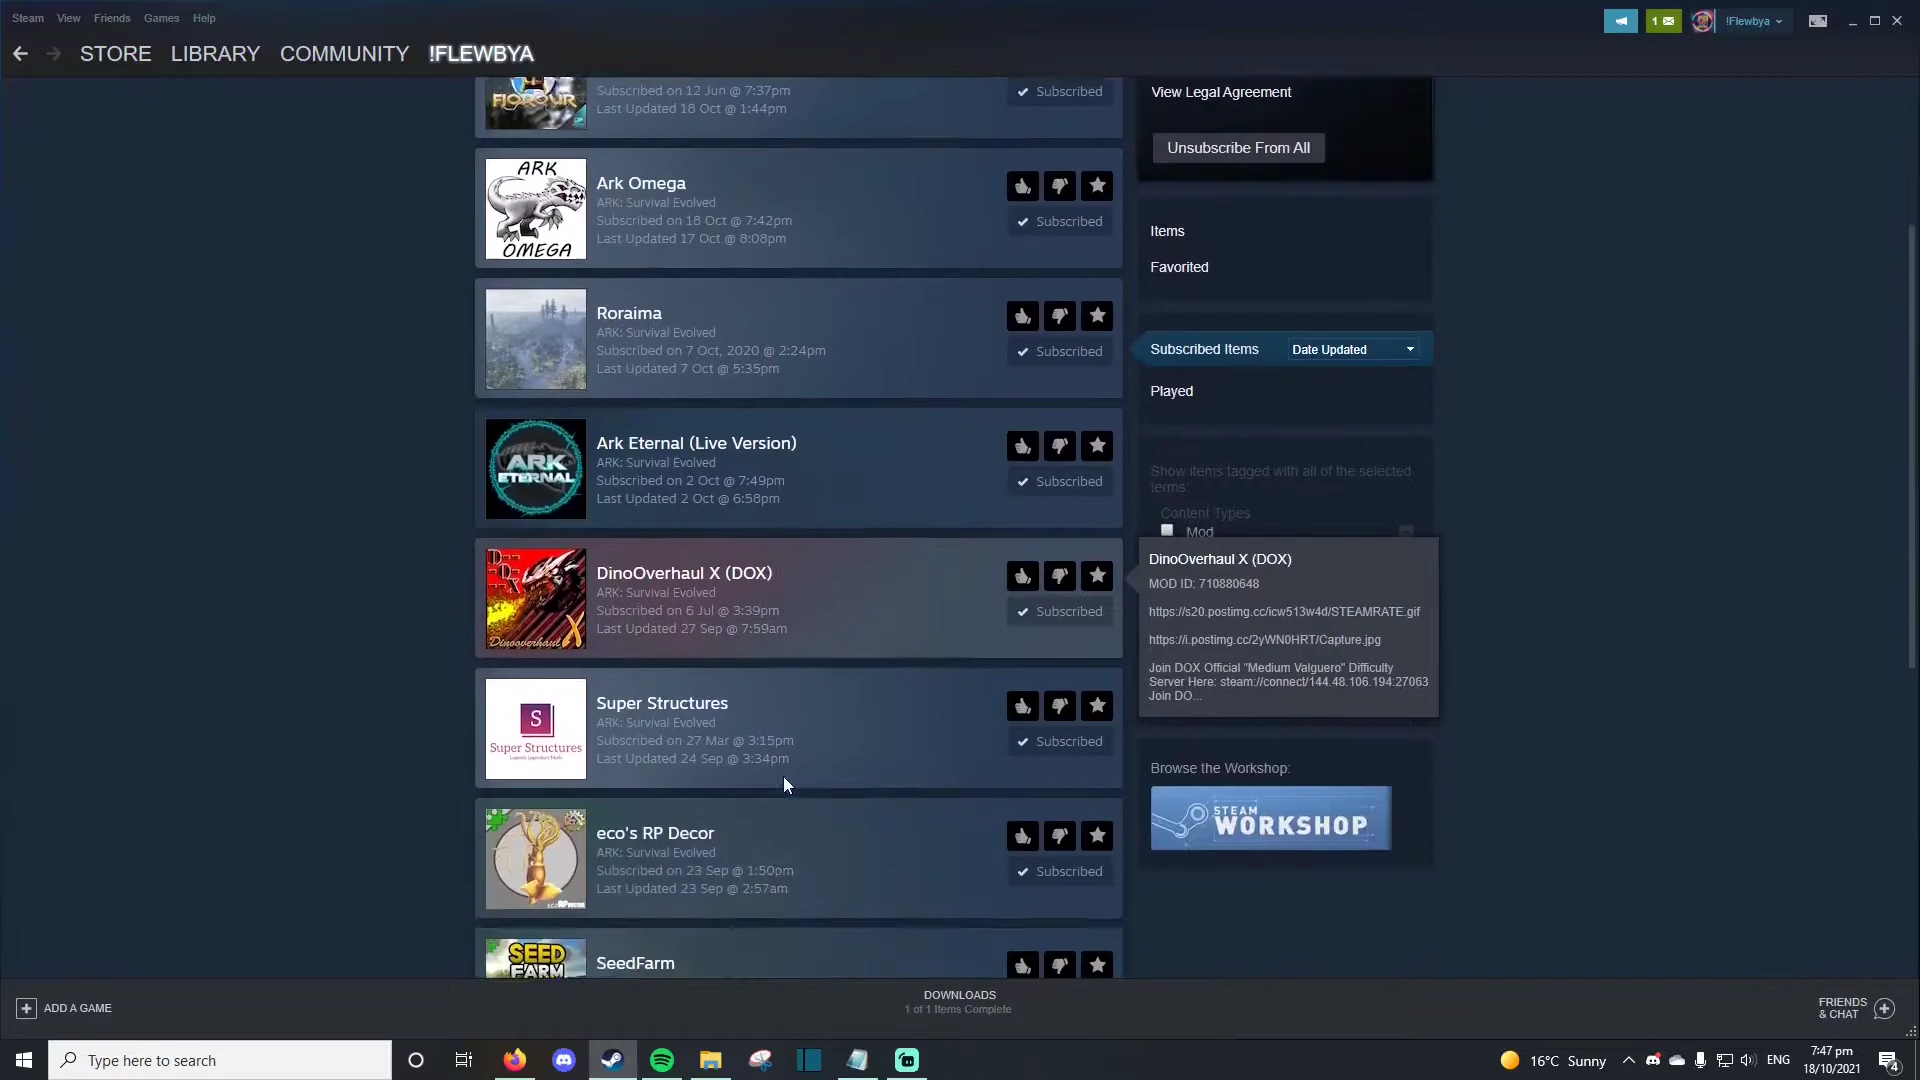 Steam View Friends Games Help
1
!Flewbya
STORE LIBRARY COMMUNITY !FLEWBYA
FJORDUR
Subscribed on 12 Jun @ 7:37pm
Last Updated 18 Oct @ 1:44pm
Subscribed
View Legal Agreement
Unsubscribe From All
ARK
OMEGA
Ark Omega
ARK: Survival Evolved
Subscribed on 18 Oct @ 7:42pm
Last Updated 17 Oct @ 8:08pm
Subscribed
Items
Favorited
Roraima
ARK: Survival Evolved
Subscribed on 7 Oct, 2020 @ 2:24pm
Last Updated 7 Oct @ 5:35pm
Subscribed
Subscribed Items Date Updated
Played
ARK
ETERNAL
Ark Eternal (Live Version)
ARK: Survival Evolved
Subscribed on 2 Oct @ 7:49pm
Last Updated 2 Oct @ 6:58pm
Subscribed
Show items tagged with all of the selected
terms:
Content Types
Mod
Dinooverhaul X
DinoOverhaul X (DOX)
ARK: Survival Evolved
Subscribed on 6 Jul @ 3:39pm
Last Updated 27 Sep @ 7:59am
Subscribed
DinoOverhaul X (DOX)
MOD ID: 710880648
https://s20.postimg.cc/icw513w4d/STEAMRATE.gif
https://i.postimg.cc/2yWN0HRT/Capture.jpg
Join DOX Official "Medium Valguero" Difficulty
Server Here: steam://connect/144.48.106.194:27063
Join DO...
S
Super Structures
Super Structures
ARK: Survival Evolved
Subscribed on 27 Mar @ 3:15pm
Last Updated 24 Sep @ 3:34pm
Subscribed
Browse the Workshop:
STEAM
WORKSHOP
eco's RP Decor
ARK: Survival Evolved
Subscribed on 23 Sep @ 1:50pm
Last Updated 23 Sep @ 2:57am
Subscribed
SEED
FARM
SeedFarm
ADD A GAME
DOWNLOADS
1 of 1 Items Complete
FRIENDS
& CHAT
Type here to search
16°C Sunny
ENG
7:47 pm
18/10/2021
4